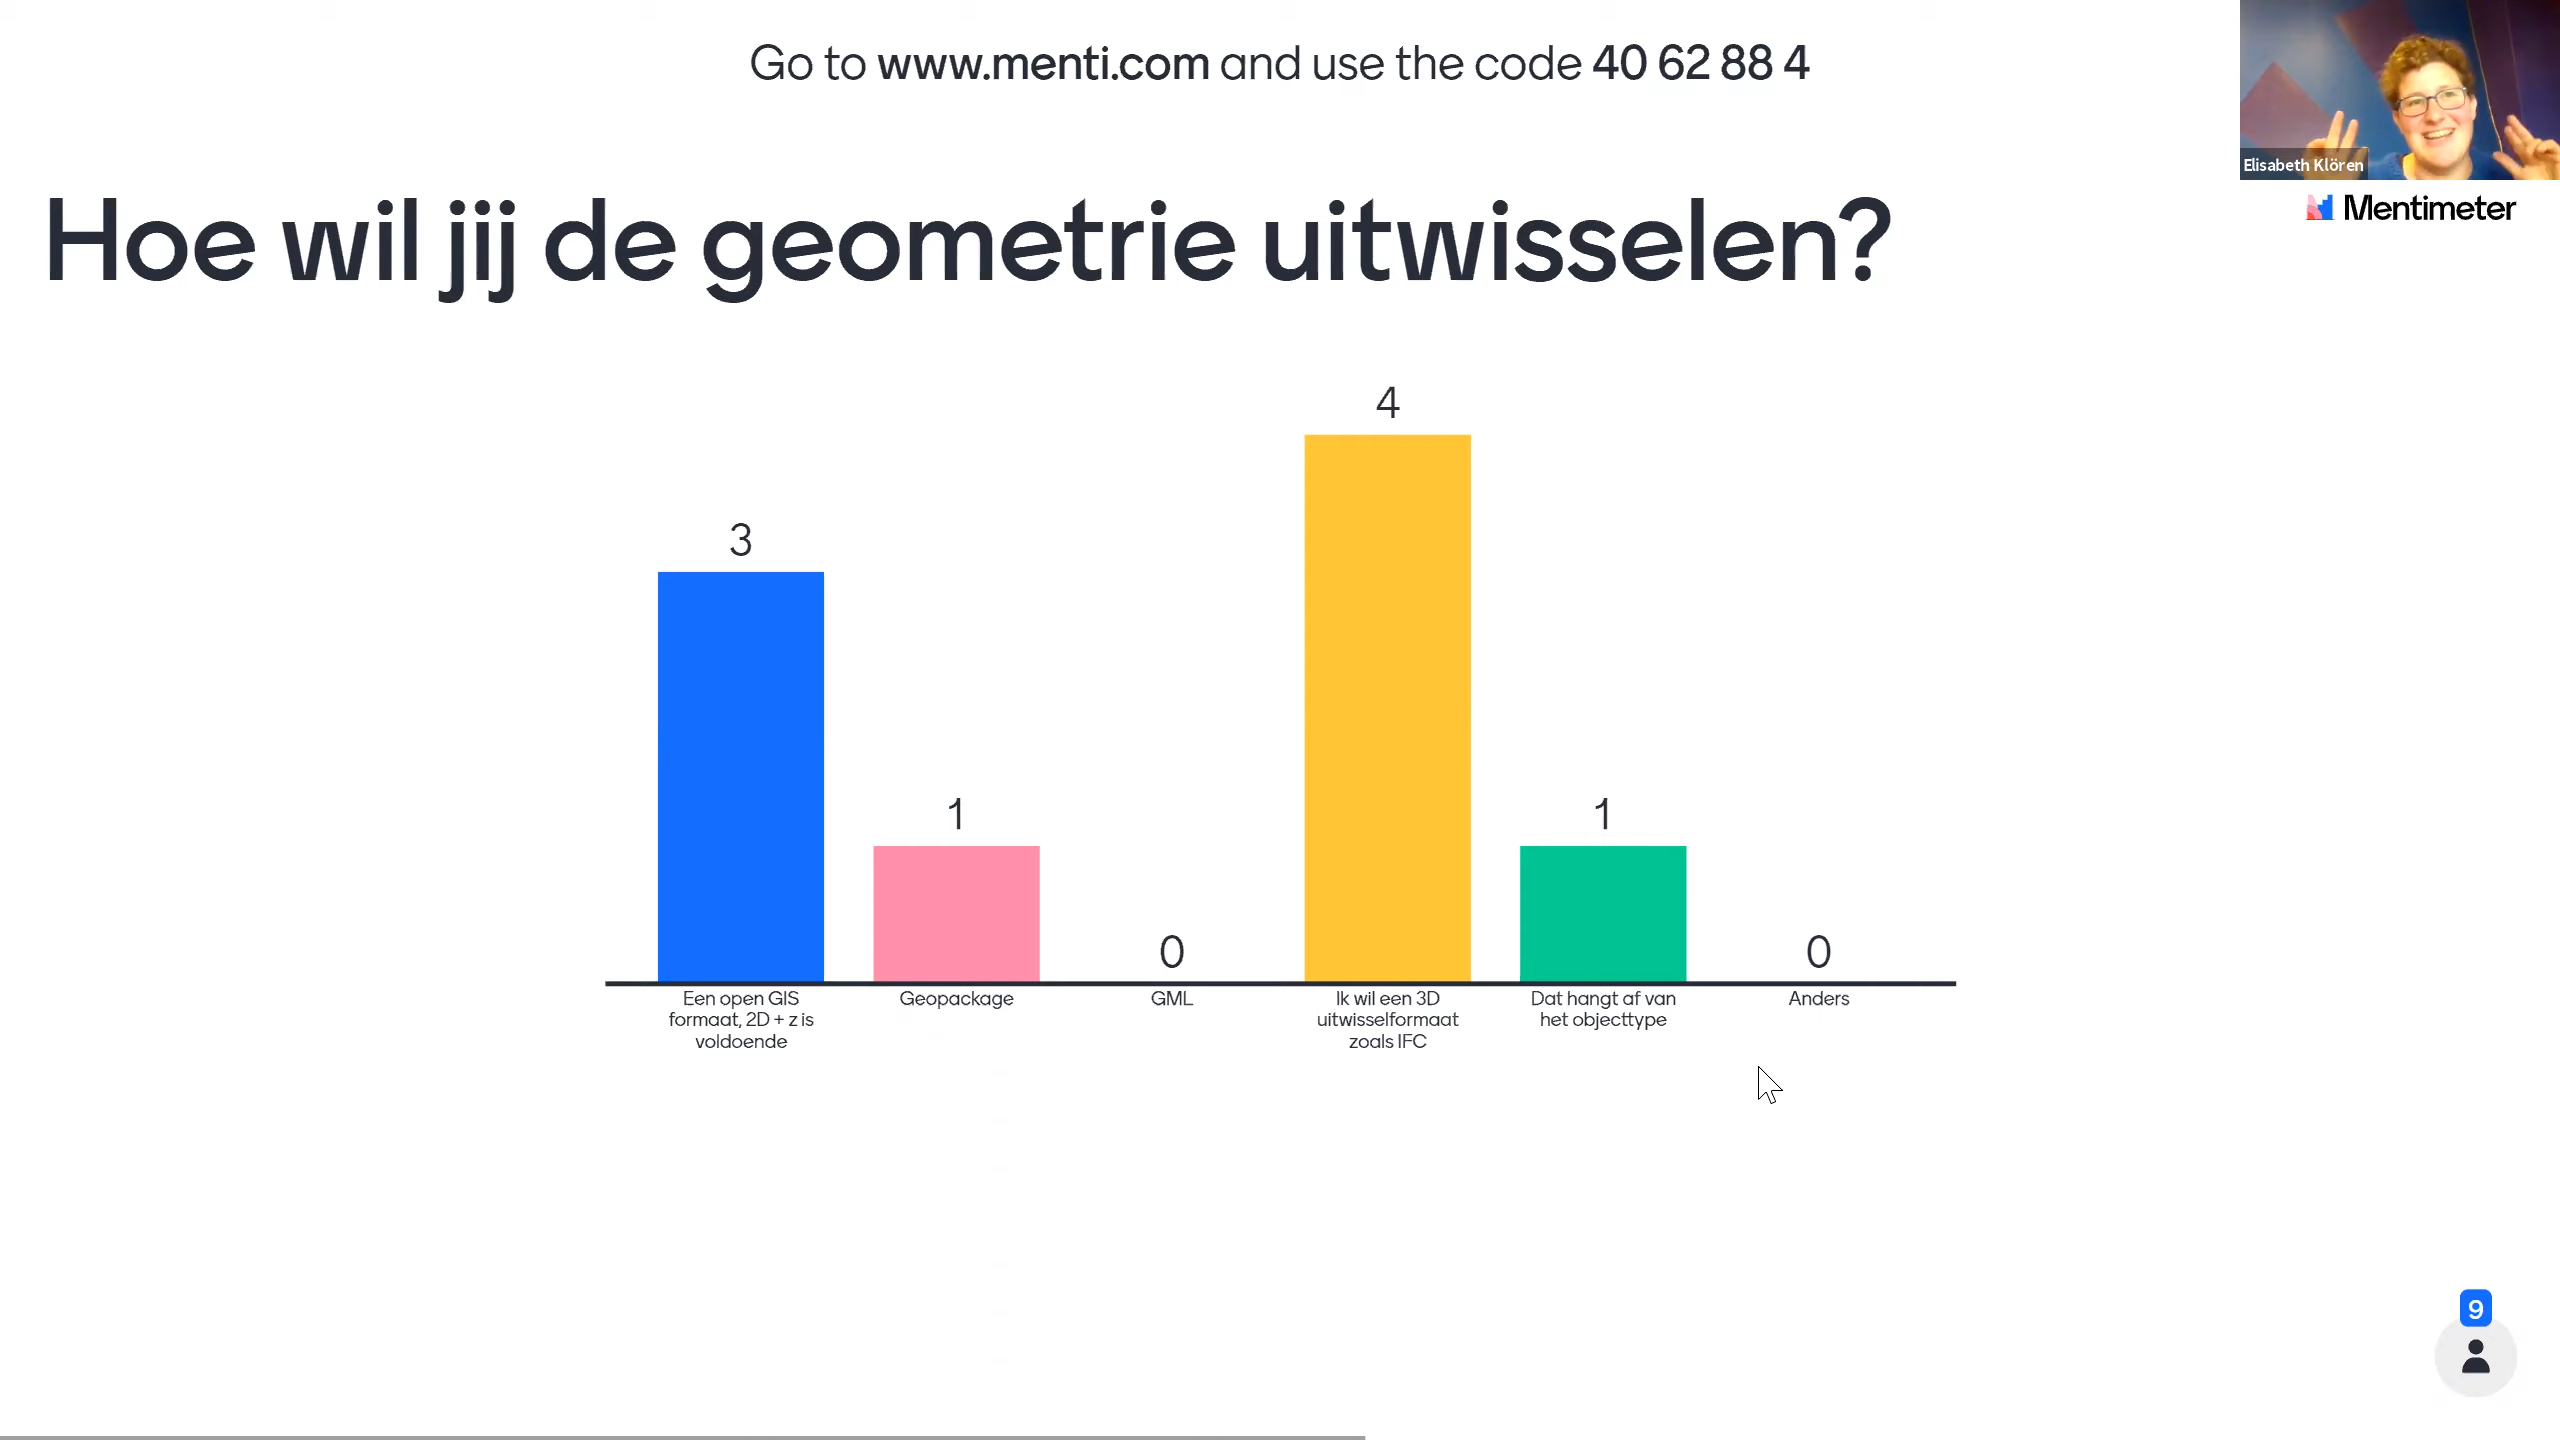 Go to www.menti.com and use the code 40 62 88 4
Elisabeth Klören
Mentimeter
Hoe wil jij de geometrie uitwisselen?
4
3
1
1
0
0
Een open GIS
formaat, 2D + z is
voldoende
Geopackage
GML
Ik wil een 3D
uitwisselformaat
zoals IFC
Dat hangt af van
het objecttype
Anders
9